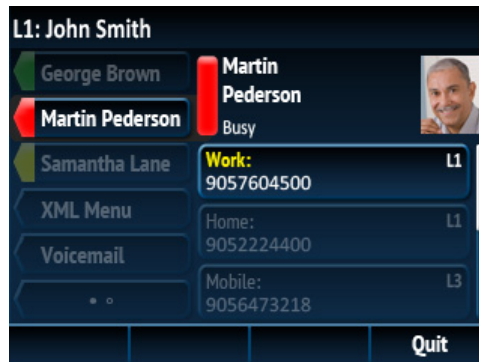 L1: John Smith
George Brown
Martin Pederson
Samantha Lane
XML Menu
Voicemail
Martin
Pederson
Busy
Work: L1
9057604500
Home: L1
9052224400
Mobile: L3
9056473218
Quit